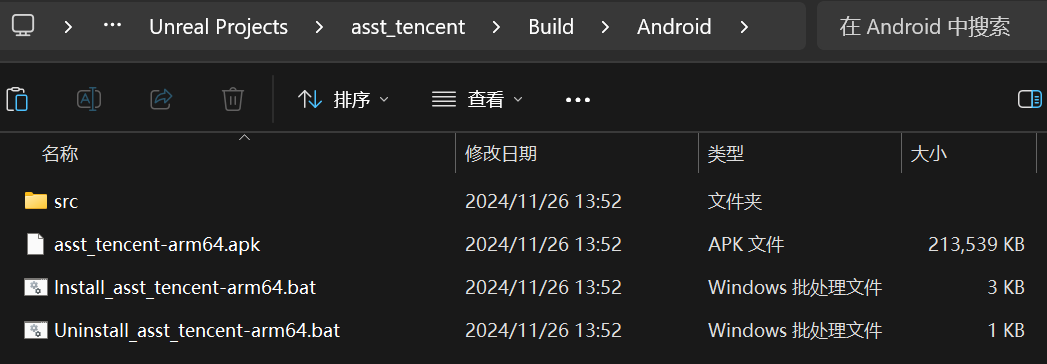 … Unreal Projects asst_tencent Build Android 在 Android 中搜索
排序 查看 …
名称 修改日期 类型 大小
src 2024/11/26 13:52 文件夹
asst_tencent-arm64.apk 2024/11/26 13:52 APK 文件 213,539 KB
Install_asst_tencent-arm64.bat 2024/11/26 13:52 Windows 批处理文件 3 KB
Uninstall_asst_tencent-arm64.bat 2024/11/26 13:52 Windows 批处理文件 1 KB